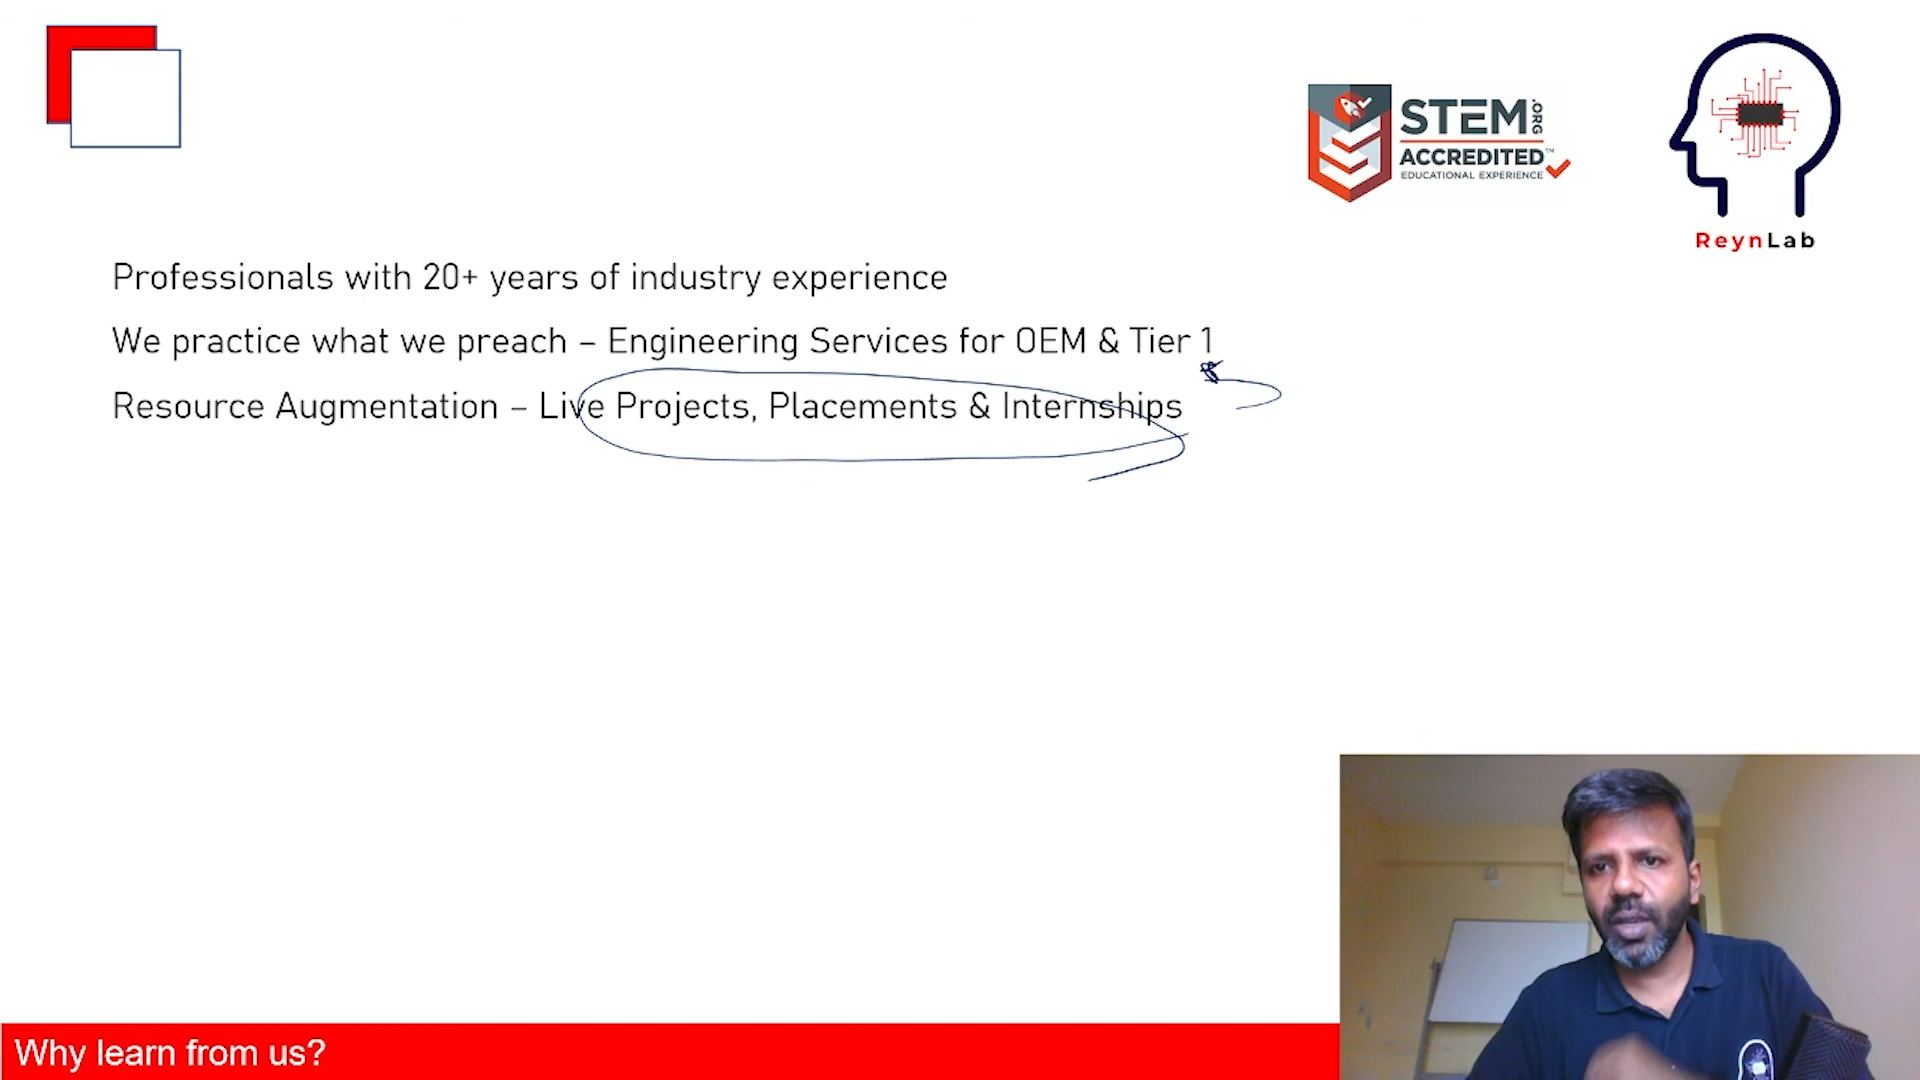 STEM.ORG
ACCREDITED™
EDUCATIONAL EXPERIENCE
ReynLab
Professionals with 20+ years of industry experience
We practice what we preach – Engineering Services for OEM & Tier 1
Resource Augmentation – Live Projects, Placements & Internships
Why learn from us?